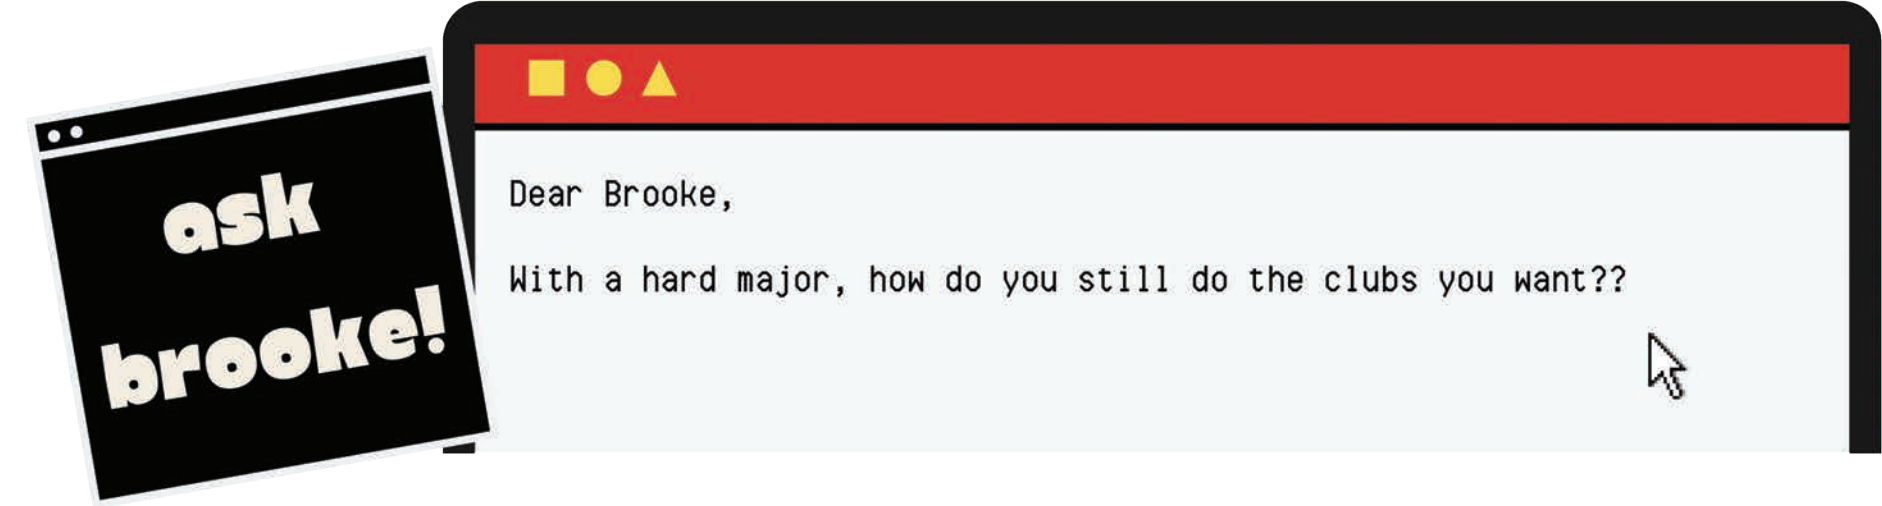 ask
brooke!
Dear Brooke,
With a hard major, how do you still do the clubs you want??